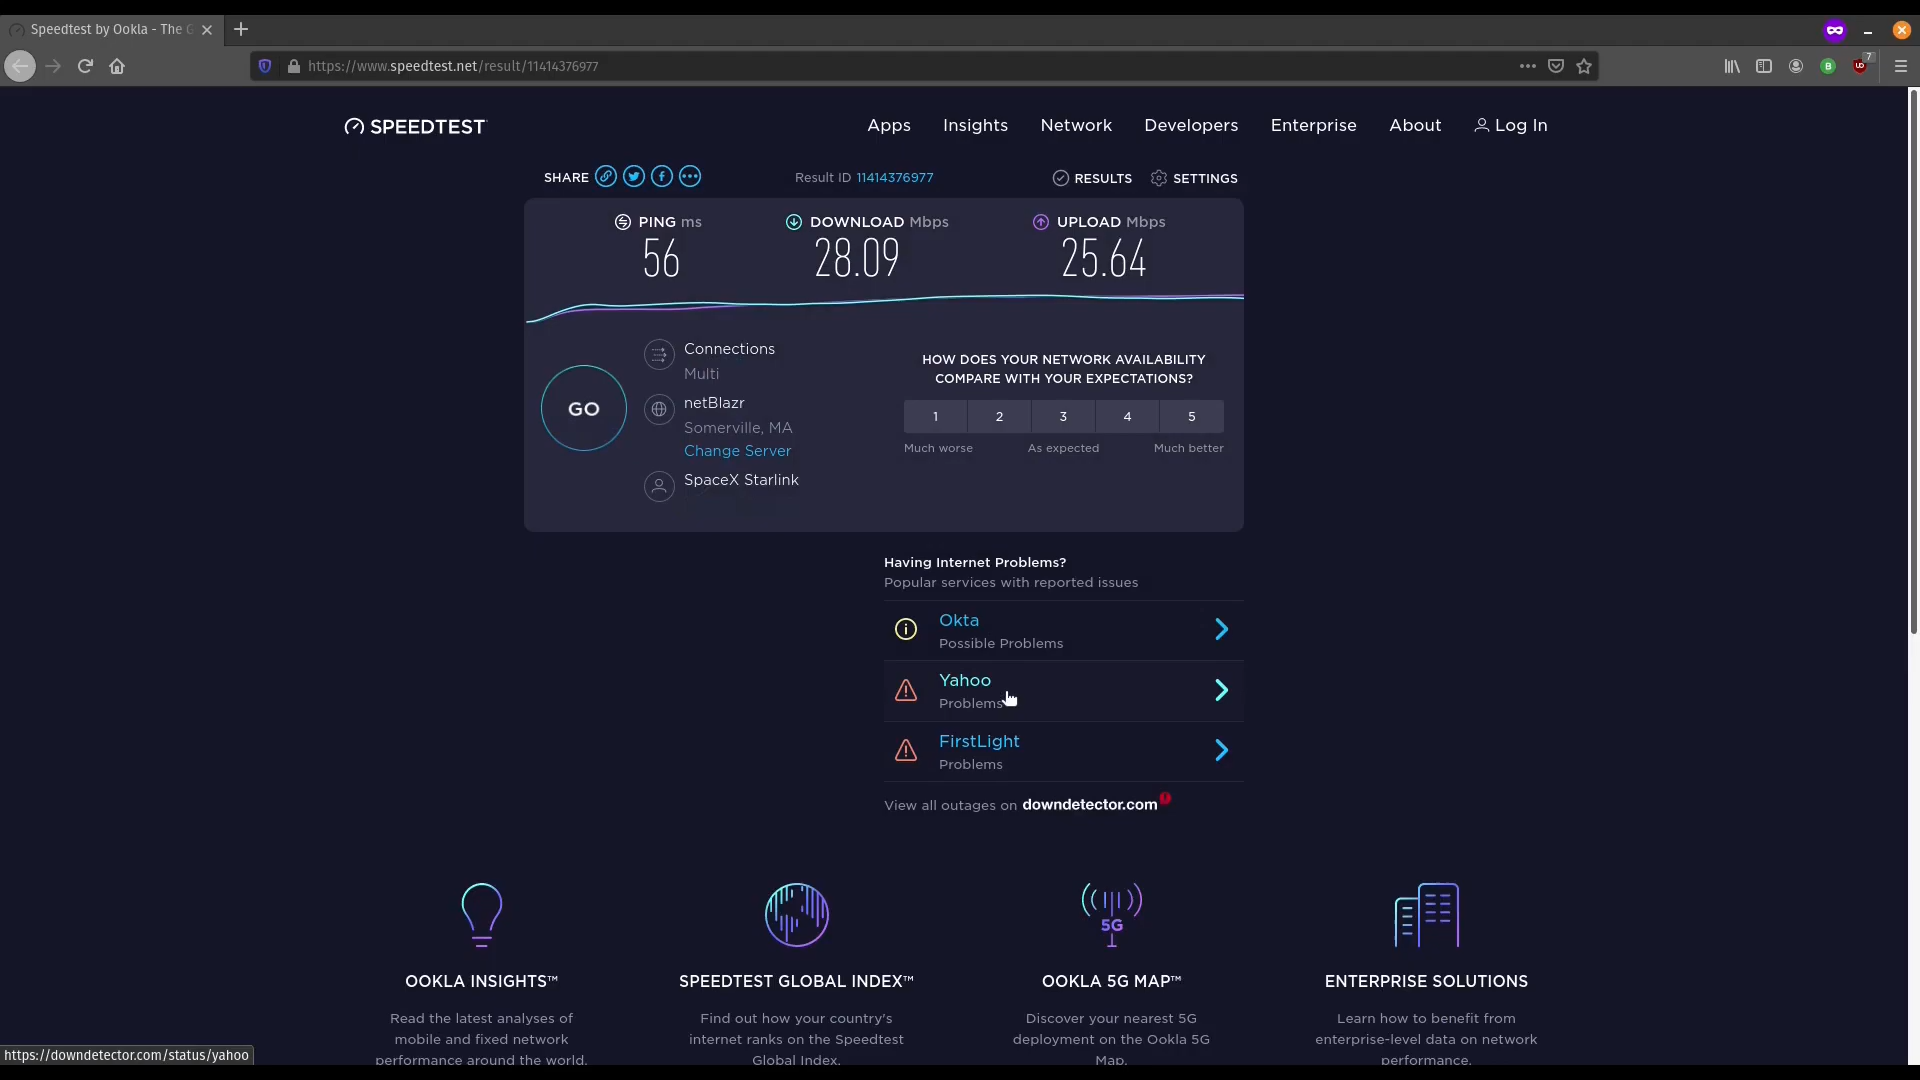 Speedtest by Ookla - The G
https://www.speedtest.net/result/11414376977
7
SPEEDTEST
Apps
Insights
Network
Developers
Enterprise
About
Log In
SHARE
Result ID 11414376977
RESULTS
SETTINGS
PING ms
56
DOWNLOAD Mbps
28.09
UPLOAD Mbps
25.64
GO
Connections
Multi
netBlazr
Somerville, MA
Change Server
SpaceX Starlink
HOW DOES YOUR NETWORK AVAILABILITY
COMPARE WITH YOUR EXPECTATIONS?
1 2 3 4 5
Much worse As expected Much better
Having Internet Problems?
Popular services with reported issues
Okta
Possible Problems
Yahoo
Problems
FirstLight
Problems
View all outages on downdetector.com
5G
OOKLA INSIGHTS™
Read the latest analyses of
mobile and fixed network
performance around the world.
SPEEDTEST GLOBAL INDEX™
Find out how your country's
internet ranks on the Speedtest
Global Index.
OOKLA 5G MAP™
Discover your nearest 5G
deployment on the Ookla 5G
Map.
ENTERPRISE SOLUTIONS
Learn how to benefit from
enterprise-level data on network
performance.
https://downdetector.com/status/yahoo